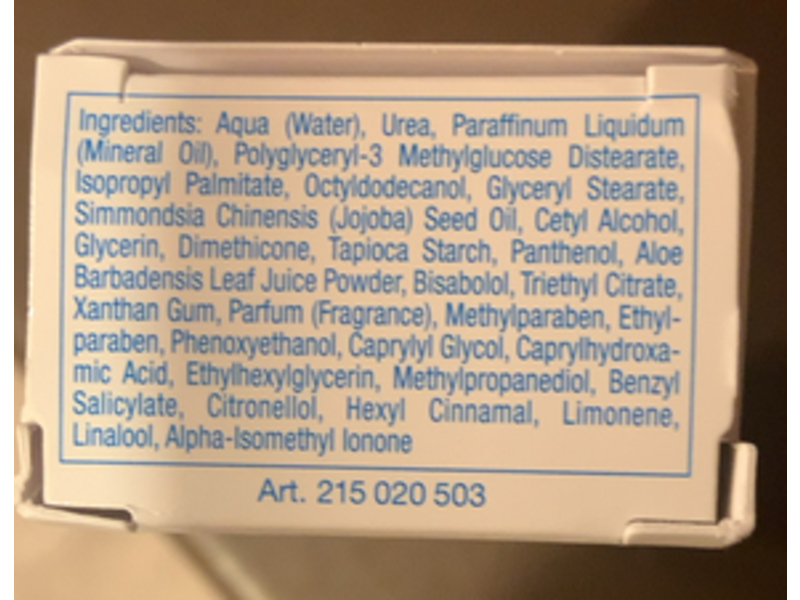 Ingredients: Aqua (Water), Urea, Paraffinum Liquidum
(Mineral Oil), Polyglyceryl-3 Methylglucose Distearate,
Isopropyl Palmitate, Octyldodecanol, Glyceryl Stearate,
Simmondsia Chinensis (Jojoba) Seed Oil, Cetyl Alcohol,
Glycerin, Dimethicone, Tapioca Starch, Panthenol, Aloe
Barbadensis Leaf Juice Powder, Bisabolol, Triethyl Citrate,
Xanthan Gum, Parfum (Fragrance), Methylparaben, Ethyl-
paraben, Phenoxyethanol, Caprylyl Glycol, Caprylhydroxa-
mic Acid, Ethylhexylglycerin, Methylpropanediol, Benzyl
Salicylate, Citronellol, Hexyl Cinnamal, Limonene,
Linalool, Alpha-Isomethyl Ionone
Art. 215 020 503